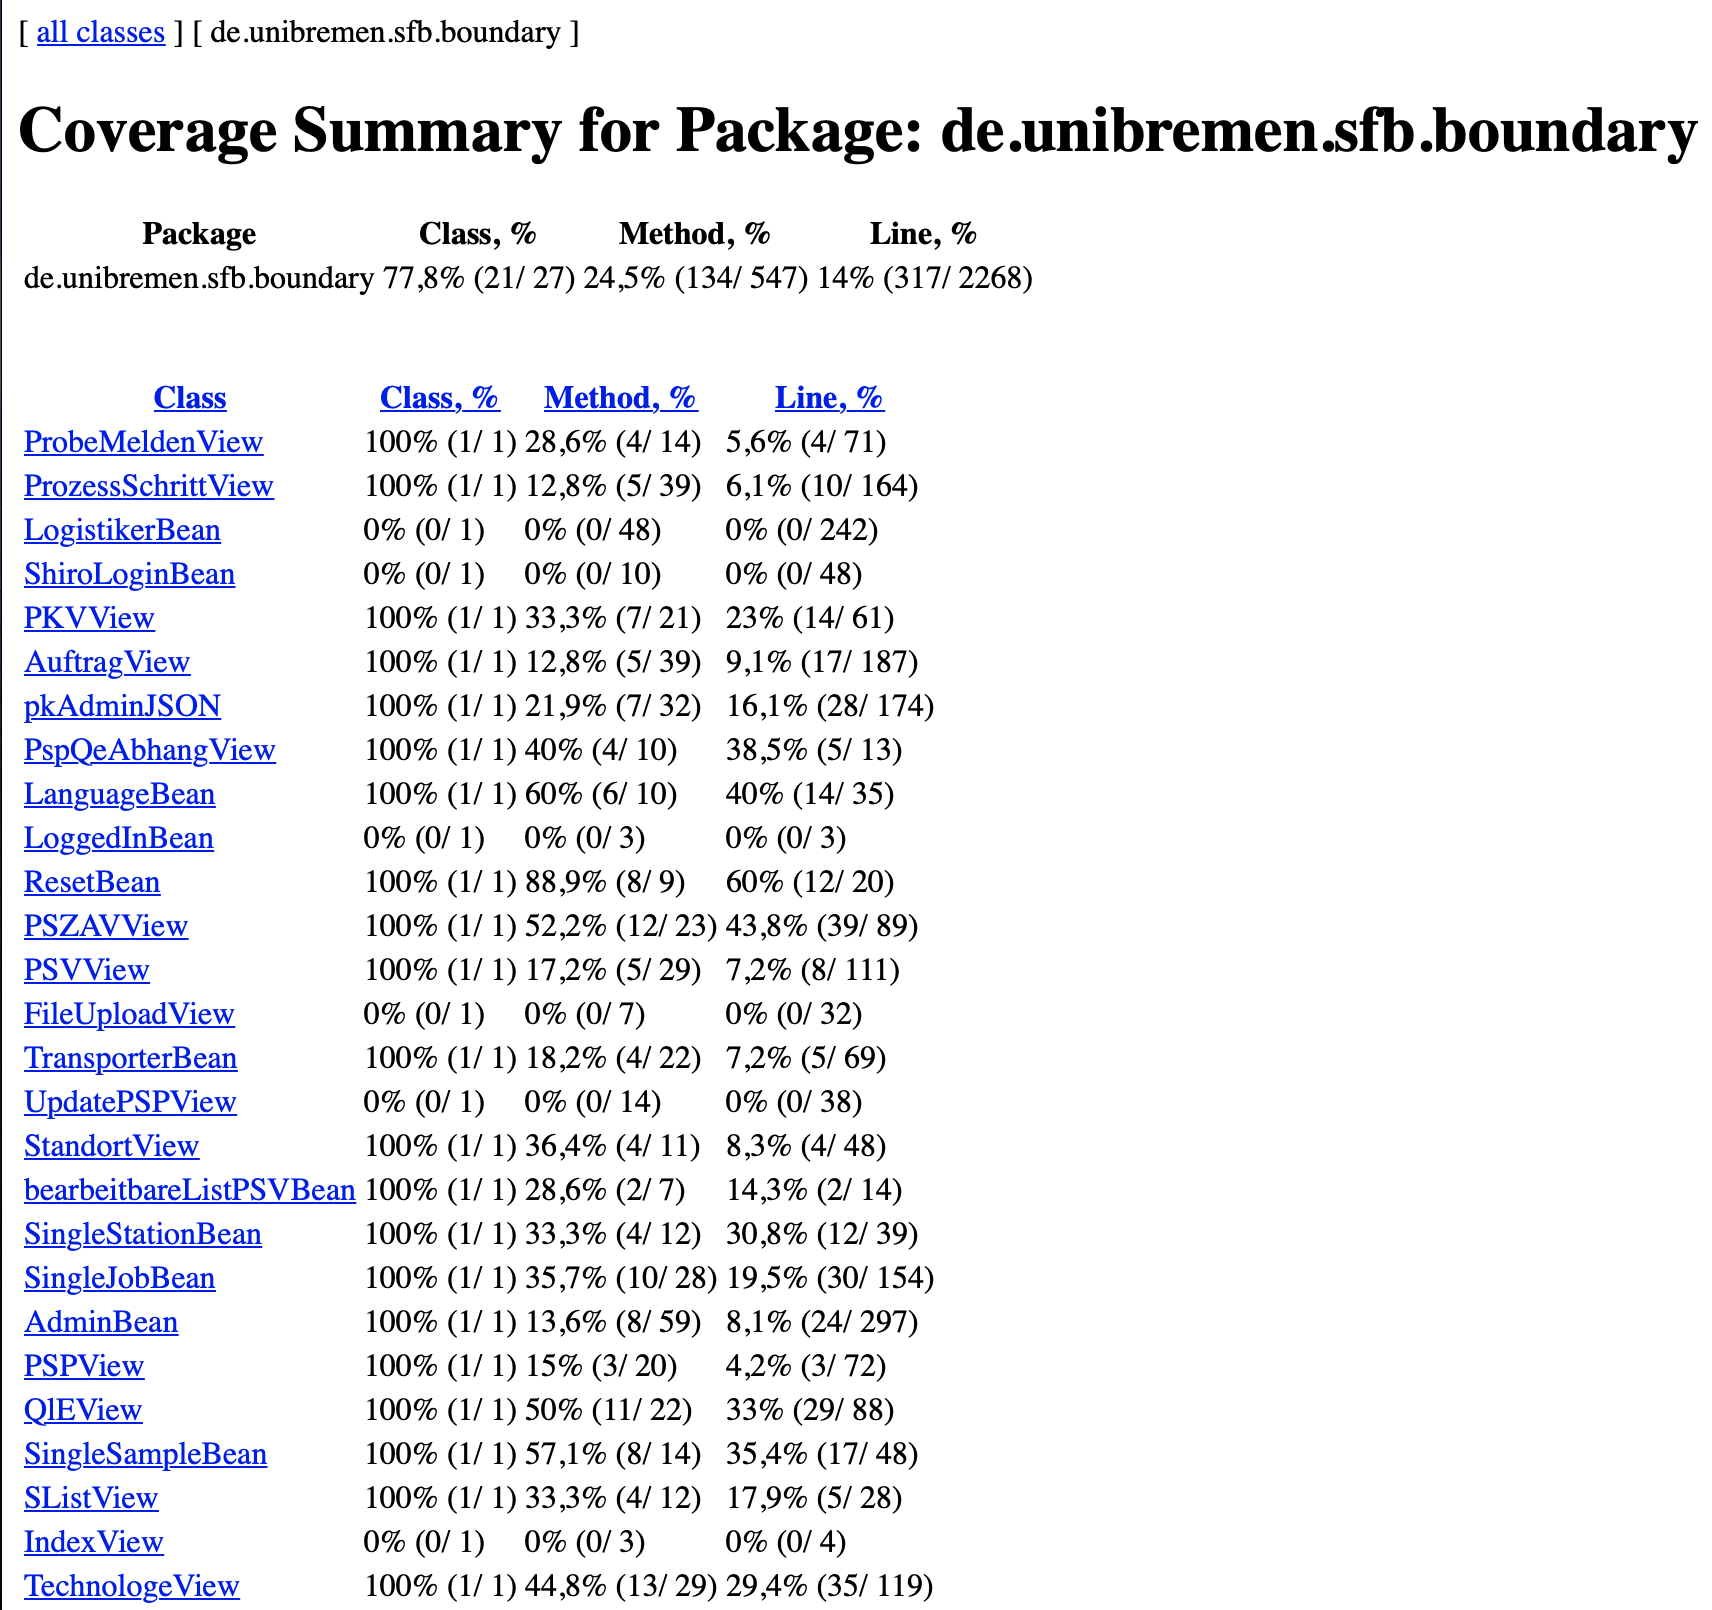 [ all classes ] [ de.unibremen.sfb.boundary ]
Coverage Summary for Package: de.unibremen.sfb.boundary
Package Class, % Method, % Line, %
de.unibremen.sfb.boundary 77,8% (21/ 27) 24,5% (134/ 547) 14% (317/ 2268)
Class Class, % Method, % Line, %
ProbeMeldenView 100% (1/ 1) 28,6% (4/ 14) 5,6% (4/ 71)
ProzessSchrittView 100% (1/ 1) 12,8% (5/ 39) 6,1% (10/ 164)
LogistikerBean 0% (0/ 1) 0% (0/ 48) 0% (0/ 242)
ShiroLoginBean 0% (0/ 1) 0% (0/ 10) 0% (0/ 48)
PKVView 100% (1/ 1) 33,3% (7/ 21) 23% (14/ 61)
AuftragView 100% (1/ 1) 12,8% (5/ 39) 9,1% (17/ 187)
pkAdminJSON 100% (1/ 1) 21,9% (7/ 32) 16,1% (28/ 174)
PspQeAbhangView 100% (1/ 1) 40% (4/ 10) 38,5% (5/ 13)
LanguageBean 100% (1/ 1) 60% (6/ 10) 40% (14/ 35)
LoggedInBean 0% (0/ 1) 0% (0/ 3) 0% (0/ 3)
ResetBean 100% (1/ 1) 88,9% (8/ 9) 60% (12/ 20)
PSZAVView 100% (1/ 1) 52,2% (12/ 23) 43,8% (39/ 89)
PSVView 100% (1/ 1) 17,2% (5/ 29) 7,2% (8/ 111)
FileUploadView 0% (0/ 1) 0% (0/ 7) 0% (0/ 32)
TransporterBean 100% (1/ 1) 18,2% (4/ 22) 7,2% (5/ 69)
UpdatePSPView 0% (0/ 1) 0% (0/ 14) 0% (0/ 38)
StandortView 100% (1/ 1) 36,4% (4/ 11) 8,3% (4/ 48)
bearbeitbareListPSVBean 100% (1/ 1) 28,6% (2/ 7) 14,3% (2/ 14)
SingleStationBean 100% (1/ 1) 33,3% (4/ 12) 30,8% (12/ 39)
SingleJobBean 100% (1/ 1) 35,7% (10/ 28) 19,5% (30/ 154)
AdminBean 100% (1/ 1) 13,6% (8/ 59) 8,1% (24/ 297)
PSPView 100% (1/ 1) 15% (3/ 20) 4,2% (3/ 72)
QlEView 100% (1/ 1) 50% (11/ 22) 33% (29/ 88)
SingleSampleBean 100% (1/ 1) 57,1% (8/ 14) 35,4% (17/ 48)
SListView 100% (1/ 1) 33,3% (4/ 12) 17,9% (5/ 28)
IndexView 0% (0/ 1) 0% (0/ 3) 0% (0/ 4)
TechnologeView 100% (1/ 1) 44,8% (13/ 29) 29,4% (35/ 119)